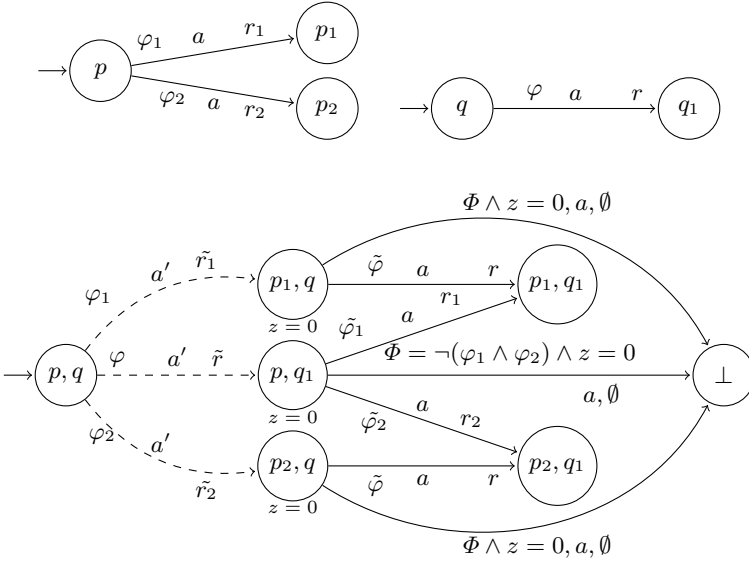 φ₁ a r₁ p₁
p
φ₂ a r₂ p₂
q φ a r q₁
Φ ∧ z = 0, a, ∅
φ₁ a′ r̃₁ p₁, q φ̃ a r p₁, q₁
z = 0
φ̃₁ a r₁
Φ = ¬(φ₁ ∧ φ₂) ∧ z = 0
p, q φ a′ r̃ p, q₁ ⊥
z = 0
a, ∅
φ̃₂ a r₂
φ₂ a′ r̃₂ p₂, q φ̃ a r p₂, q₁
z = 0
Φ ∧ z = 0, a, ∅